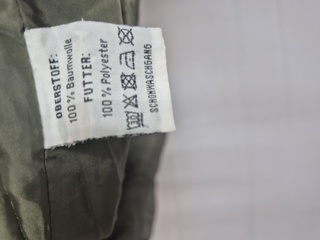 OBERSTOFF:
100% Baumwolle
FUTTER:
100% Polyester
SCHONWASCHGANG